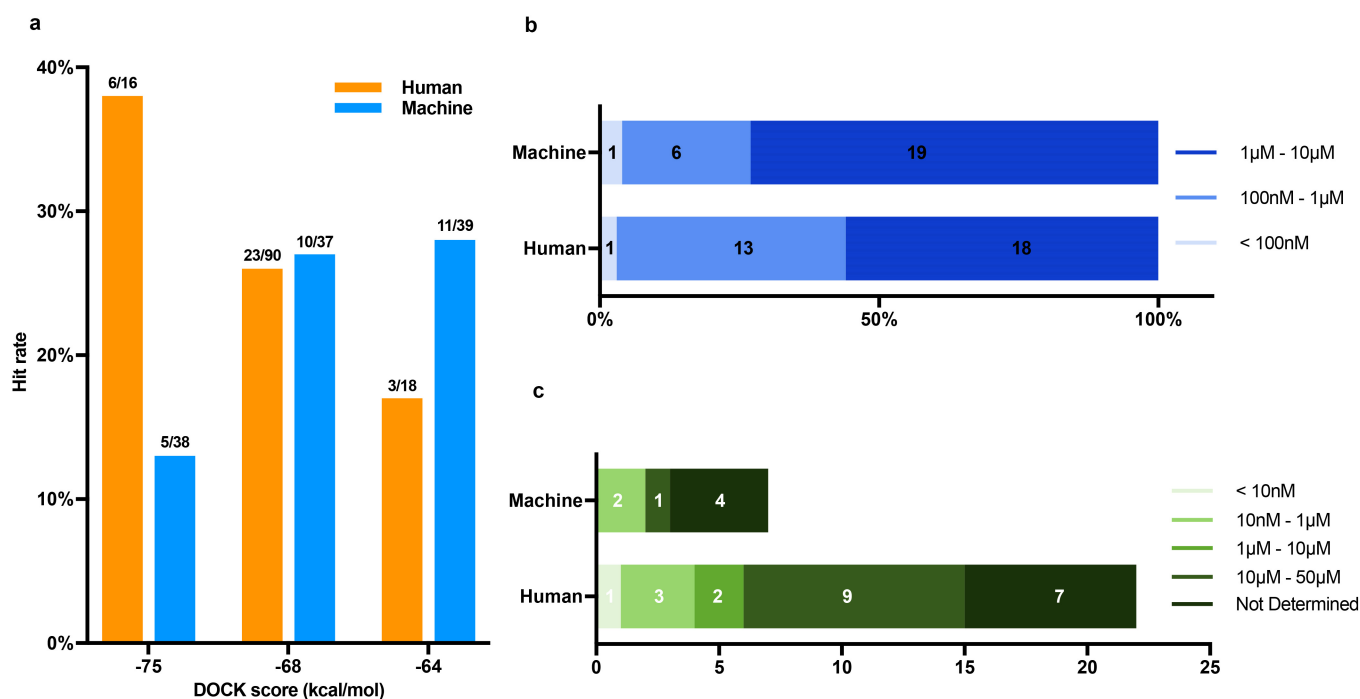 a
40%
30%
20%
10%
0%
Hit rate
6/16
5/38
23/90
10/37
3/18
11/39
Human
Machine
-75
-68
-64
DOCK score (kcal/mol)
b
Machine
1
6
19
Human
1
13
18
0%
50%
100%
1µM - 10µM
100nM - 1µM
< 100nM
c
Machine
2
1
4
Human
1
3
2
9
7
0
5
10
15
20
25
< 10nM
10nM - 1µM
1µM - 10µM
10µM - 50µM
Not Determined